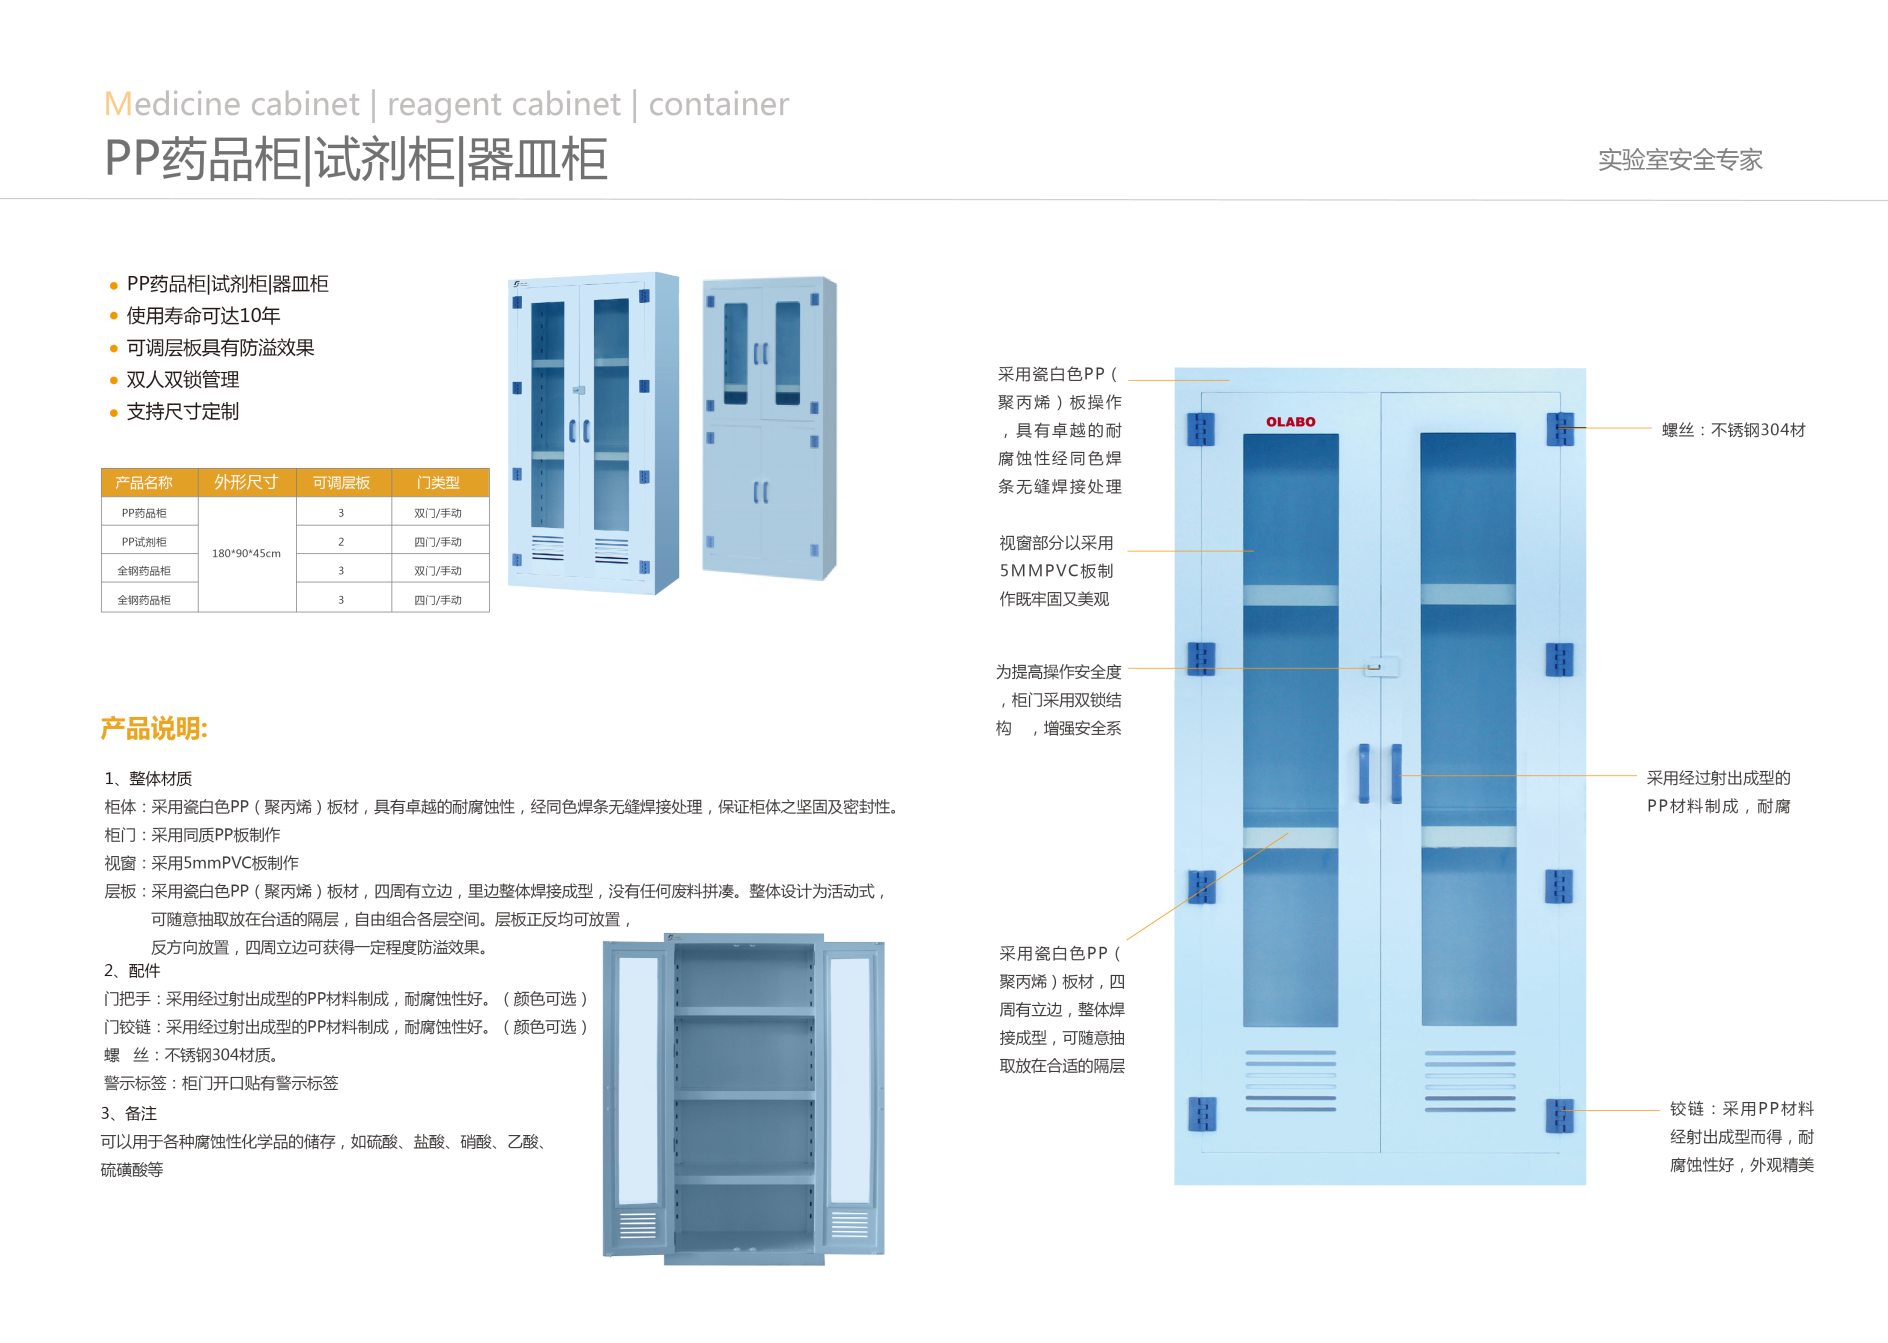 Medicine cabinet | reagent cabinet | container
PP药品柜|试剂柜|器皿柜
实验室安全专家
PP药品柜|试剂柜|器皿柜
使用寿命可达10年
可调层板具有防溢效果
双人双锁管理
支持尺寸定制
产品名称 外形尺寸 可调层板 门类型
PP药品柜 3 双门/手动
PP试剂柜 2 四门/手动
180*90*45cm
全钢药品柜 3 双门/手动
全钢药品柜 3 四门/手动
产品说明:
1、整体材质
柜体：采用瓷白色PP（聚丙烯）板材，具有卓越的耐腐蚀性，经同色焊条无缝焊接处理，保证柜体之坚固及密封性。
柜门：采用同质PP板制作
视窗：采用5mmPVC板制作
层板：采用瓷白色PP（聚丙烯）板材，四周有立边，里边整体焊接成型，没有任何废料拼凑。整体设计为活动式，
可随意抽取放在台适的隔层，自由组合各层空间。层板正反均可放置，
反方向放置，四周立边可获得一定程度防溢效果。
2、配件
门把手：采用经过射出成型的PP材料制成，耐腐蚀性好。（颜色可选）
门铰链：采用经过射出成型的PP材料制成，耐腐蚀性好。（颜色可选）
螺 丝：不锈钢304材质。
警示标签：柜门开口贴有警示标签
3、备注
可以用于各种腐蚀性化学品的储存，如硫酸、盐酸、硝酸、乙酸、
硫磺酸等
采用瓷白色PP（
聚丙烯）板操作
，具有卓越的耐
腐蚀性经同色焊
条无缝焊接处理
视窗部分以采用
5MMPVC板制
作既牢固又美观
为提高操作安全度
，柜门采用双锁结
构 ，增强安全系
采用瓷白色PP（
聚丙烯）板材，四
周有立边，整体焊
接成型，可随意抽
取放在合适的隔层
OLABO
螺丝：不锈钢304材
采用经过射出成型的
PP材料制成，耐腐
铰链：采用PP材料
经射出成型而得，耐
腐蚀性好，外观精美